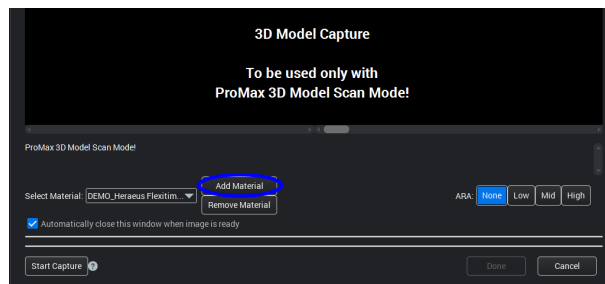 3D Model Capture
To be used only with
ProMax 3D Model Scan Mode!
ProMax 3D Model Scan Mode!
Add Material
Select Material: DEMO_Heraeus Flexitim...
Remove Material
ARA: None Low Mid High
Automatically close this window when image is ready
Start Capture ? Done Cancel